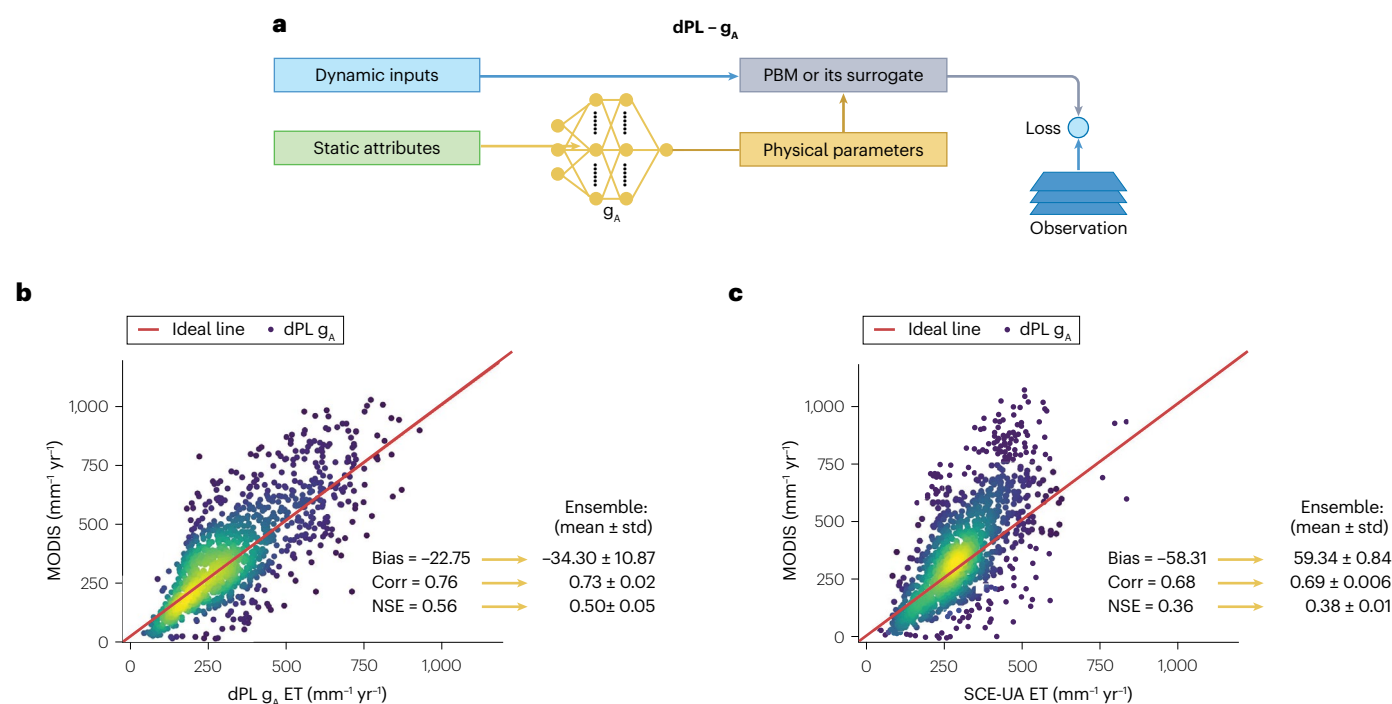 a
dPL – gA
Dynamic inputs
PBM or its surrogate
Loss
Static attributes
Physical parameters
gA
Observation
b
Ideal line
dPL gA
1,000
750
500
250
0
MODIS (mm⁻¹ yr⁻¹)
0 250 500 750 1,000
dPL gA ET (mm⁻¹ yr⁻¹)
Ensemble:
(mean ± std)
Bias = –22.75 –34.30 ± 10.87
Corr = 0.76 0.73 ± 0.02
NSE = 0.56 0.50± 0.05
c
Ideal line
dPL gA
1,000
750
500
250
0
MODIS (mm⁻¹ yr⁻¹)
0 250 500 750 1,000
SCE-UA ET (mm⁻¹ yr⁻¹)
Ensemble:
(mean ± std)
Bias = –58.31 59.34 ± 0.84
Corr = 0.68 0.69 ± 0.006
NSE = 0.36 0.38 ± 0.01